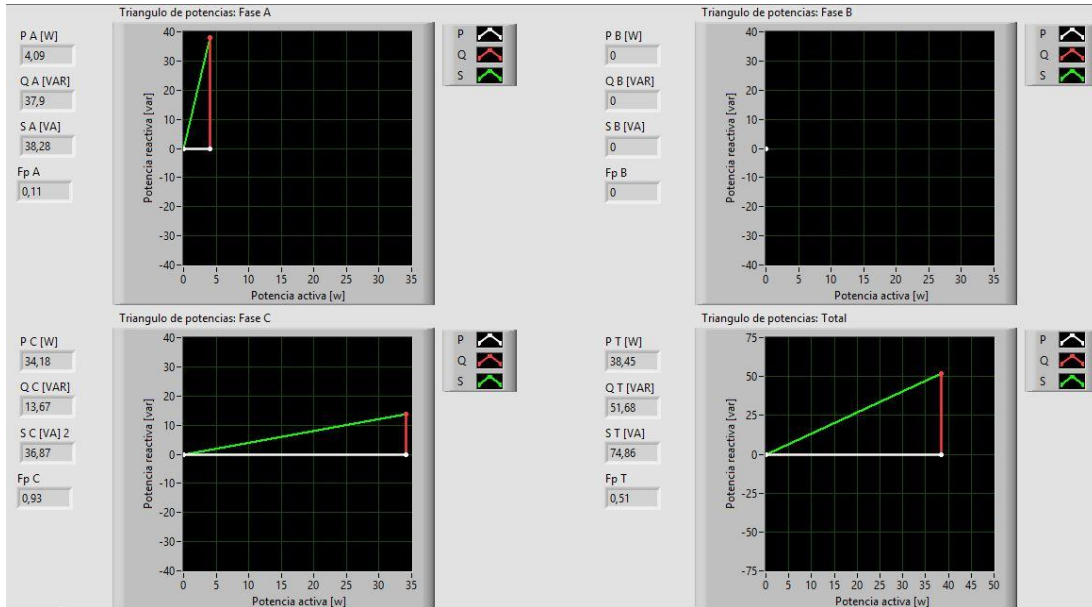 Triangulo de potencias: Fase A
P A [W]
4,09
Q A [VAR]
37,9
S A [VA]
38,28
Fp A
0,11
Potencia reactiva [var]
40
30
20
10
0
-10
-20
-30
-40
0 5 10 15 20 25 30 35
Potencia activa [w]
P
Q
S
Triangulo de potencias: Fase B
P B [W]
0
Q B [VAR]
0
S B [VA]
0
Fp B
0
Potencia reactiva [var]
40
30
20
10
0
-10
-20
-30
-40
0 5 10 15 20 25 30 35
Potencia activa [w]
P
Q
S
Triangulo de potencias: Fase C
P C [W]
34,18
Q C [VAR]
13,67
S C [VA] 2
36,87
Fp C
0,93
Potencia reactiva [var]
40
30
20
10
0
-10
-20
-30
-40
0 5 10 15 20 25 30 35
Potencia activa [w]
P
Q
S
Triangulo de potencias: Total
P T [W]
38,45
Q T [VAR]
51,68
S T [VA]
74,86
Fp T
0,51
Potencia reactiva [var]
75
50
25
0
-25
-50
-75
0 5 10 15 20 25 30 35 40 45 50
Potencia activa [w]
P
Q
S